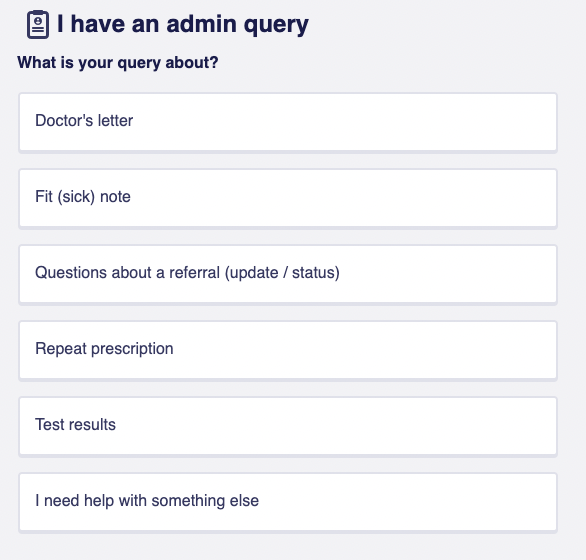 I have an admin query
What is your query about?
Doctor's letter
Fit (sick) note
Questions about a referral (update / status)
Repeat prescription
Test results
I need help with something else